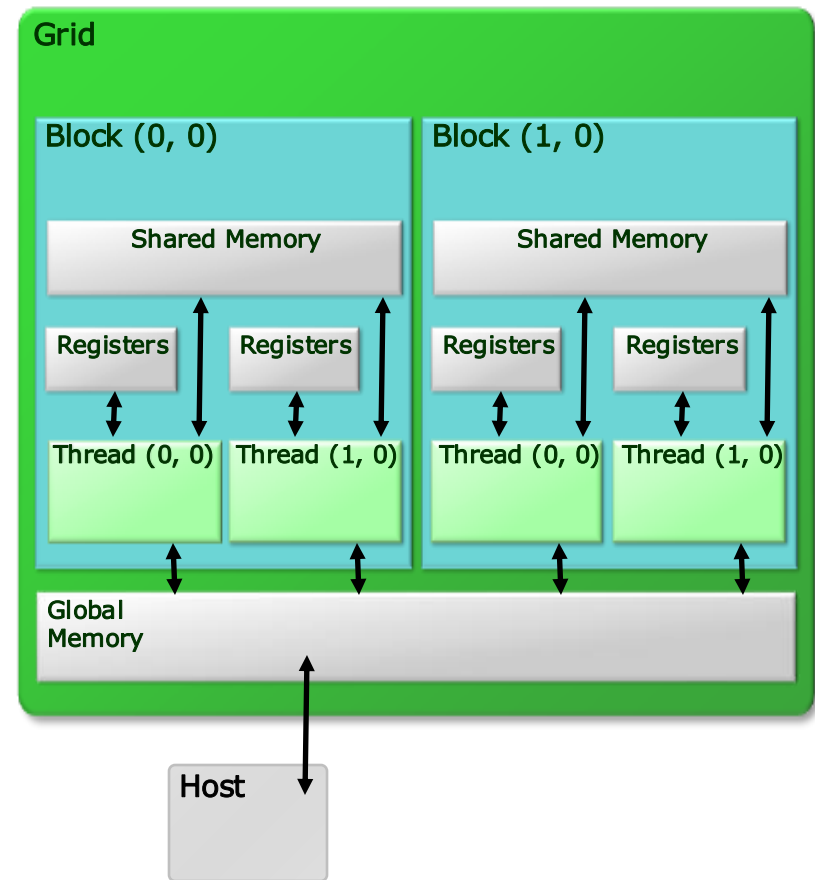 Grid
Block (0, 0)
Block (1, 0)
Shared Memory
Shared Memory
Registers
Registers
Registers
Registers
Thread (0, 0)
Thread (1, 0)
Thread (0, 0)
Thread (1, 0)
Global
Memory
Host